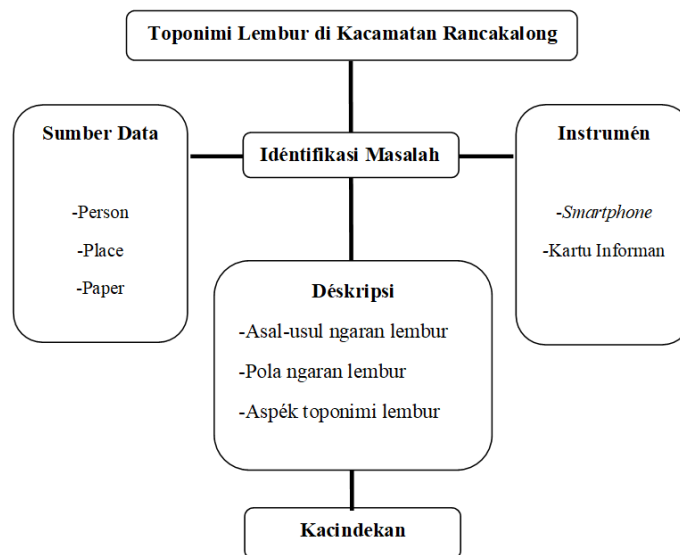 Toponimi Lembur di Kacamatan Rancakalong
Sumber Data
-Person
-Place
-Paper
Idéntifikasi Masalah
Instrumén
-Smartphone
-Kartu Informan
Déskripsi
-Asal-usul ngaran lembur
-Pola ngaran lembur
-Aspék toponimi lembur
Kacindekan